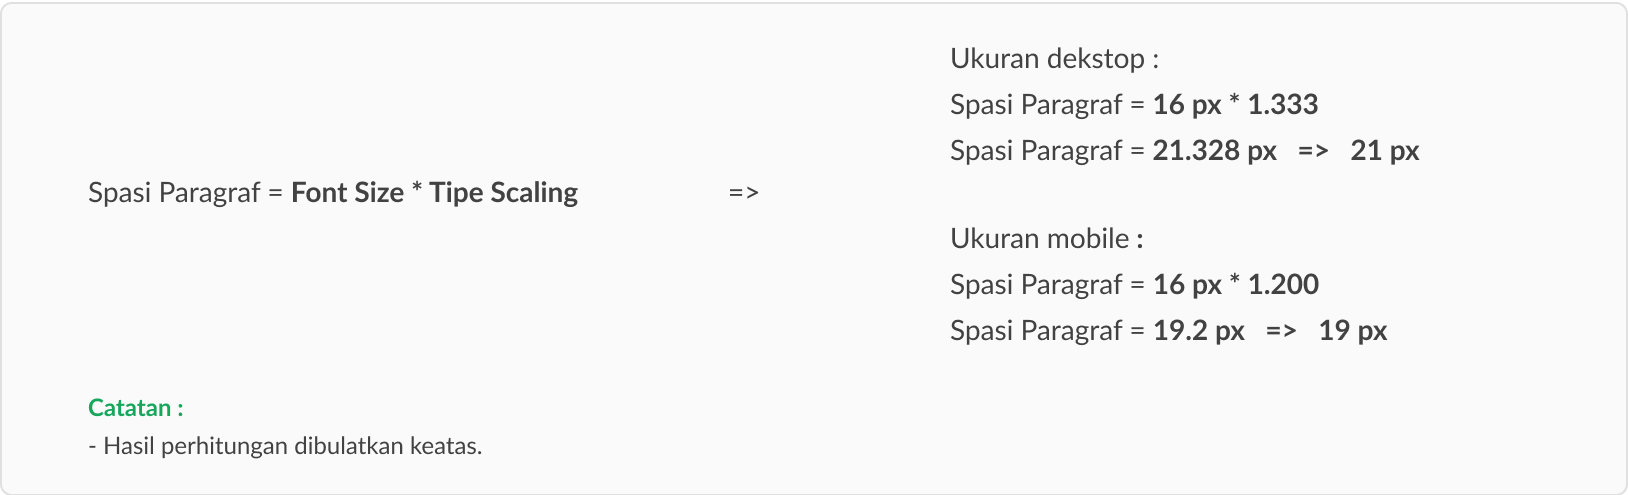 Spasi Paragraf = Font Size * Tipe Scaling =>
Ukuran dekstop :
Spasi Paragraf = 16 px * 1.333
Spasi Paragraf = 21.328 px => 21 px
Ukuran mobile :
Spasi Paragraf = 16 px * 1.200
Spasi Paragraf = 19.2 px => 19 px
Catatan :
- Hasil perhitungan dibulatkan keatas.